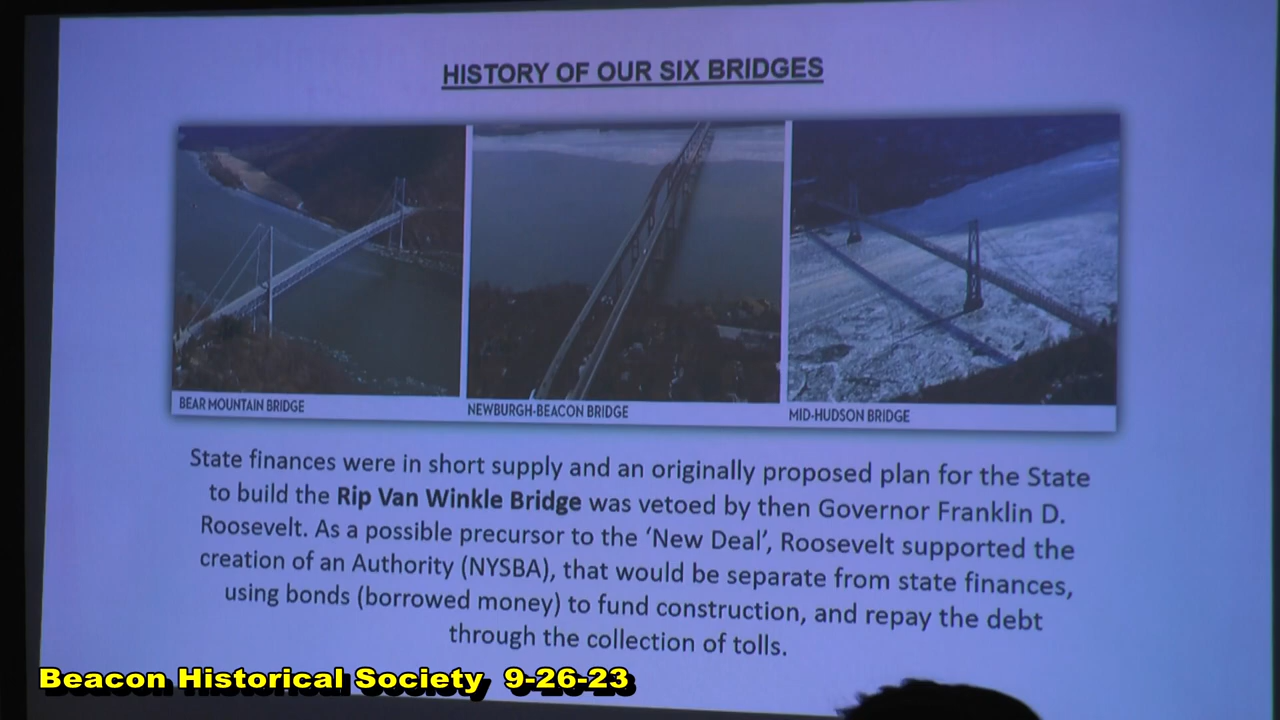 HISTORY OF OUR SIX BRIDGES
BEAR MOUNTAIN BRIDGE
NEWBURGH-BEACON BRIDGE
MID-HUDSON BRIDGE
State finances were in short supply and an originally proposed plan for the State
to build the Rip Van Winkle Bridge was vetoed by then Governor Franklin D.
Roosevelt. As a possible precursor to the ‘New Deal’, Roosevelt supported the
creation of an Authority (NYSBA), that would be separate from state finances,
using bonds (borrowed money) to fund construction, and repay the debt
through the collection of tolls.
Beacon Historical Society 9-26-23